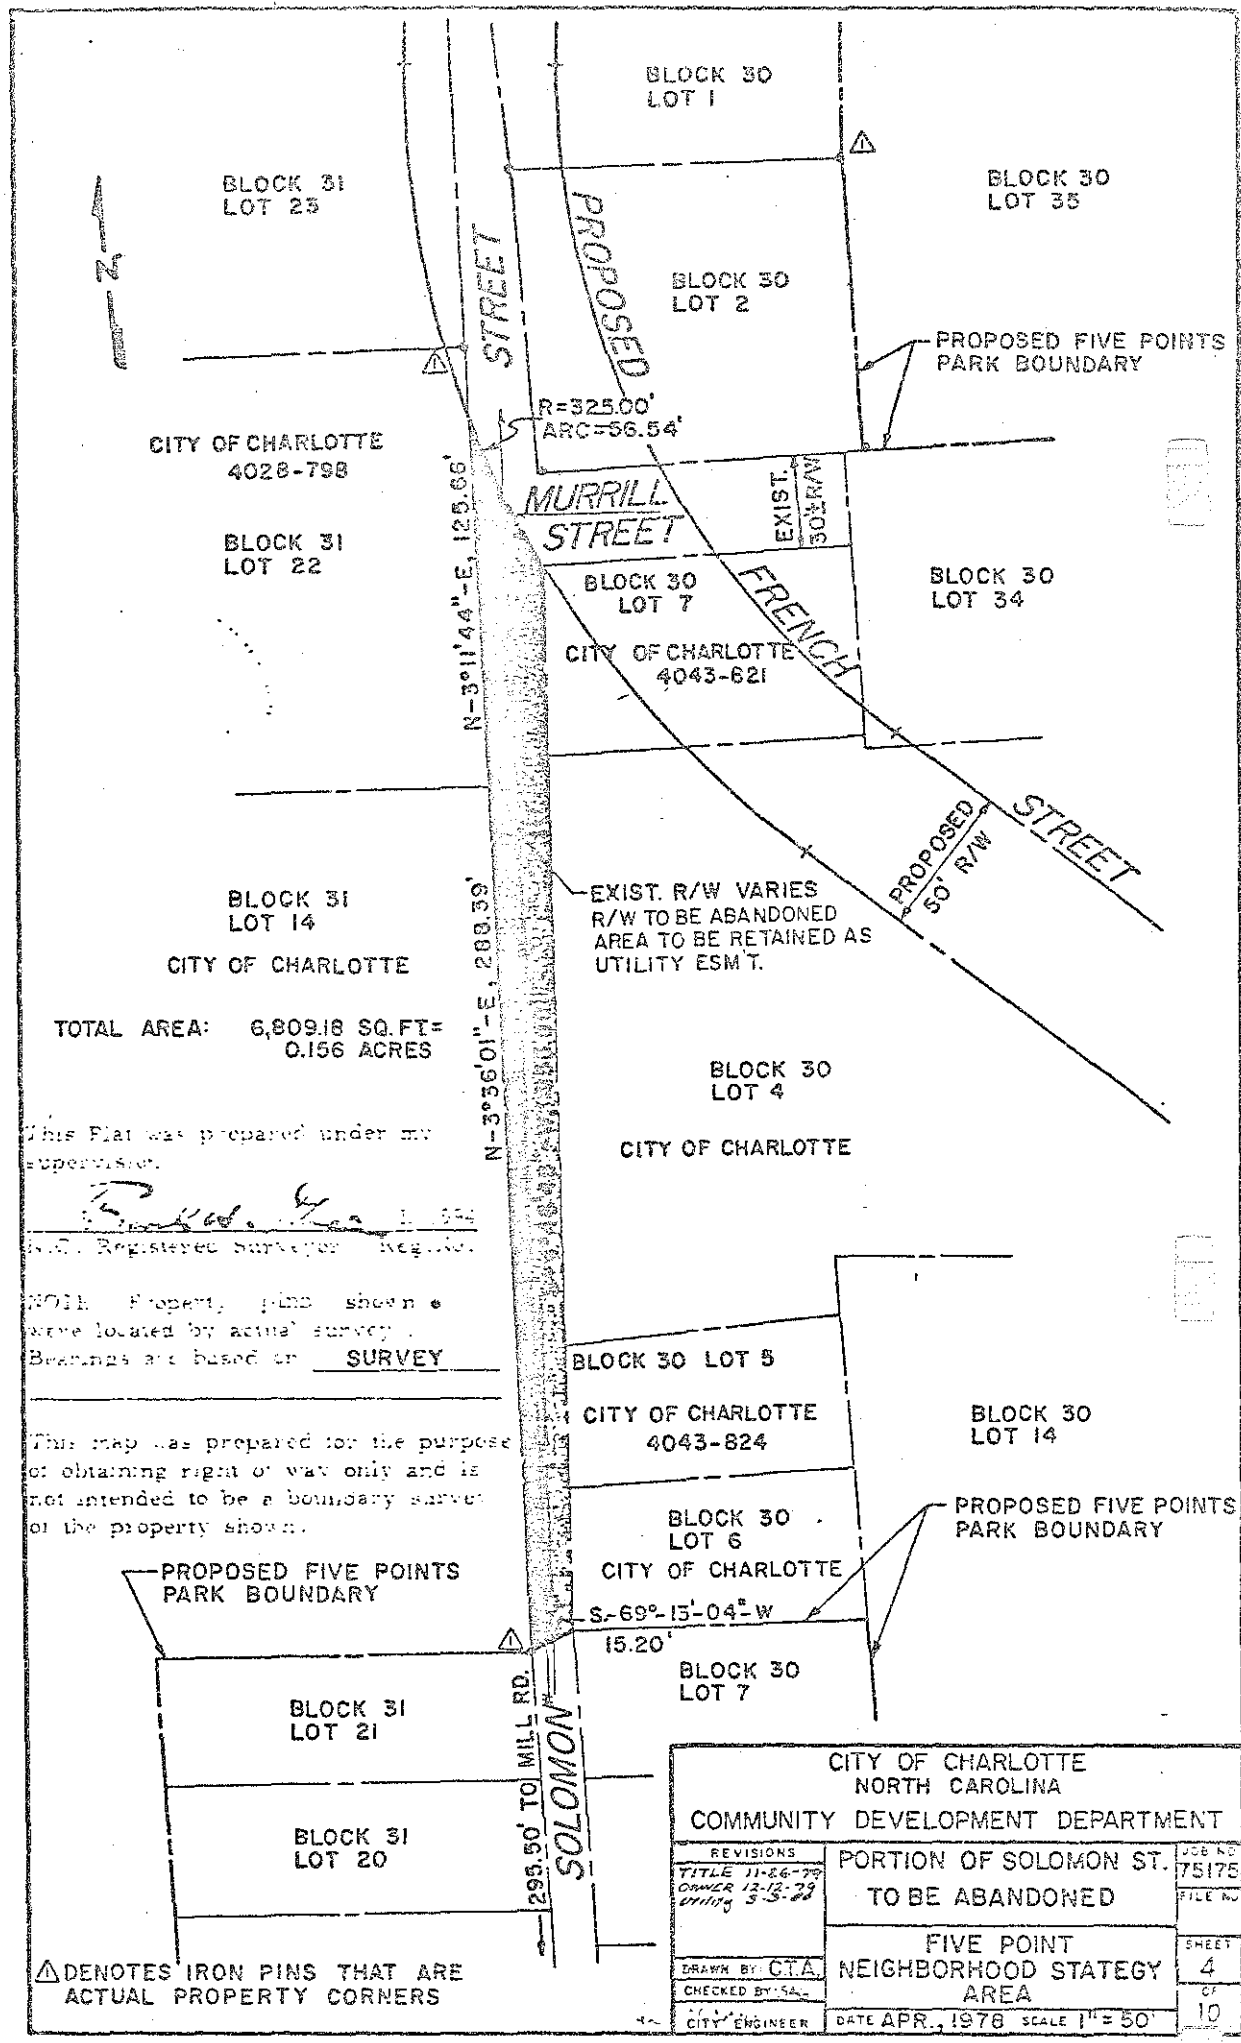 BLOCK 30
LOT 1
BLOCK 31
LOT 23
BLOCK 30
LOT 35
N
STREET
PROPOSED
BLOCK 30
LOT 2
PROPOSED FIVE POINTS
PARK BOUNDARY
R=325.00'
ARC=56.54'
CITY OF CHARLOTTE
4028-798
N-3°11'44"-E, 125.66'
MURRILL
STREET
EXIST.
30'±R/W
BLOCK 31
LOT 22
BLOCK 30
LOT 7
CITY OF CHARLOTTE
4043-621
FRENCH
STREET
BLOCK 30
LOT 34
PROPOSED
50' R/W
BLOCK 31
LOT 14
CITY OF CHARLOTTE
EXIST. R/W VARIES
R/W TO BE ABANDONED
AREA TO BE RETAINED AS
UTILITY ESM'T.
N-3°36'01"-E, 288.39'
TOTAL AREA: 6,809.18 SQ. FT=
0.156 ACRES
BLOCK 30
LOT 4
CITY OF CHARLOTTE
This Plat was prepared under my
supervision.
Registered Surveyor Reg. No.
NOTE Property pins shown
were located by actual survey.
Bearings are based on SURVEY
BLOCK 30 LOT 5
CITY OF CHARLOTTE
4043-824
BLOCK 30
LOT 14
This map was prepared for the purpose
of obtaining right of way only and is
not intended to be a boundary survey
of the property shown.
BLOCK 30
LOT 6
CITY OF CHARLOTTE
PROPOSED FIVE POINTS
PARK BOUNDARY
PROPOSED FIVE POINTS
PARK BOUNDARY
S-69°-13'-04"-W
15.20'
BLOCK 30
LOT 7
BLOCK 31
LOT 21
295.50' TO MILL RD.
SOLOMON
BLOCK 31
LOT 20
1 DENOTES IRON PINS THAT ARE
ACTUAL PROPERTY CORNERS
CITY OF CHARLOTTE
NORTH CAROLINA
COMMUNITY DEVELOPMENT DEPARTMENT
REVISIONS
TITLE 11-26-79
OWNER 12-12-79
Utility
PORTION OF SOLOMON ST.
TO BE ABANDONED
JOB NO
75175
FILE NO
FIVE POINT
NEIGHBORHOOD STATEGY
AREA
SHEET
4
OF
10
DRAWN BY: C.T.A.
CHECKED BY:
CITY ENGINEER
DATE APR., 1978 SCALE 1"=50'